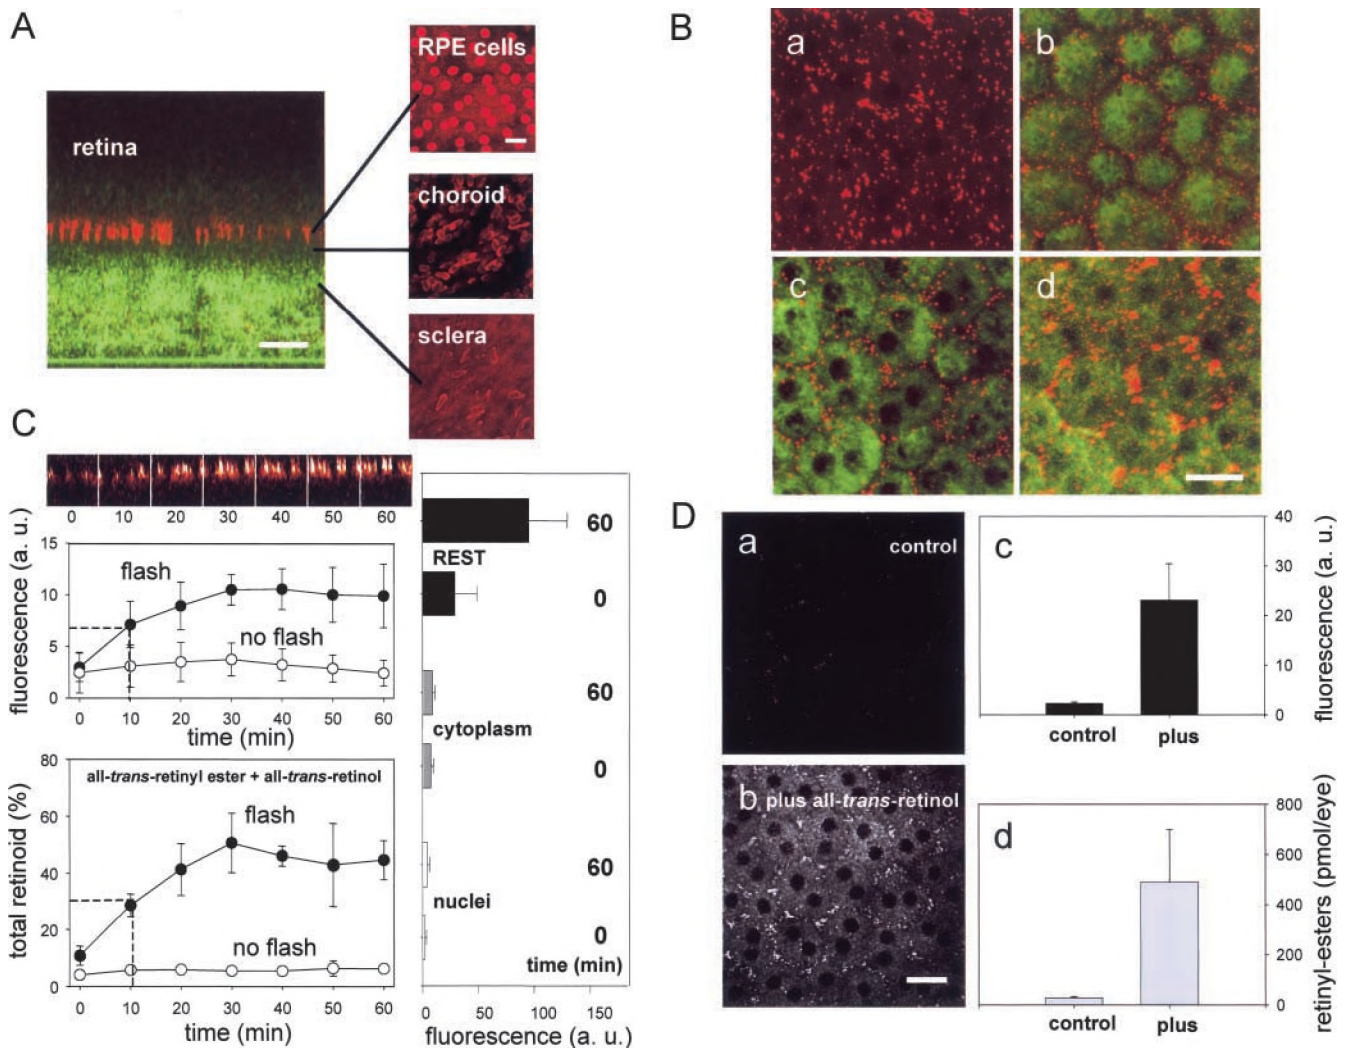 A
retina
RPE cells
choroid
sclera
B
a
b
c
d
C
0 10 20 30 40 50 60
fluorescence (a. u.)
15
10
5
0
flash
no flash
0 10 20 30 40 50 60
time (min)
total retinoid (%)
80
60
40
20
0
all-trans-retinyl ester + all-trans-retinol
flash
no flash
0 10 20 30 40 50 60
time (min)
60
REST
0
60
cytoplasm
0
60
nuclei
0
time (min)
0 50 100 150
fluorescence (a. u.)
D
a
control
b plus all-trans-retinol
c
40
30
20
10
0
fluorescence (a. u.)
control plus
d
800
600
400
200
0
retinyl-esters (pmol/eye)
control plus